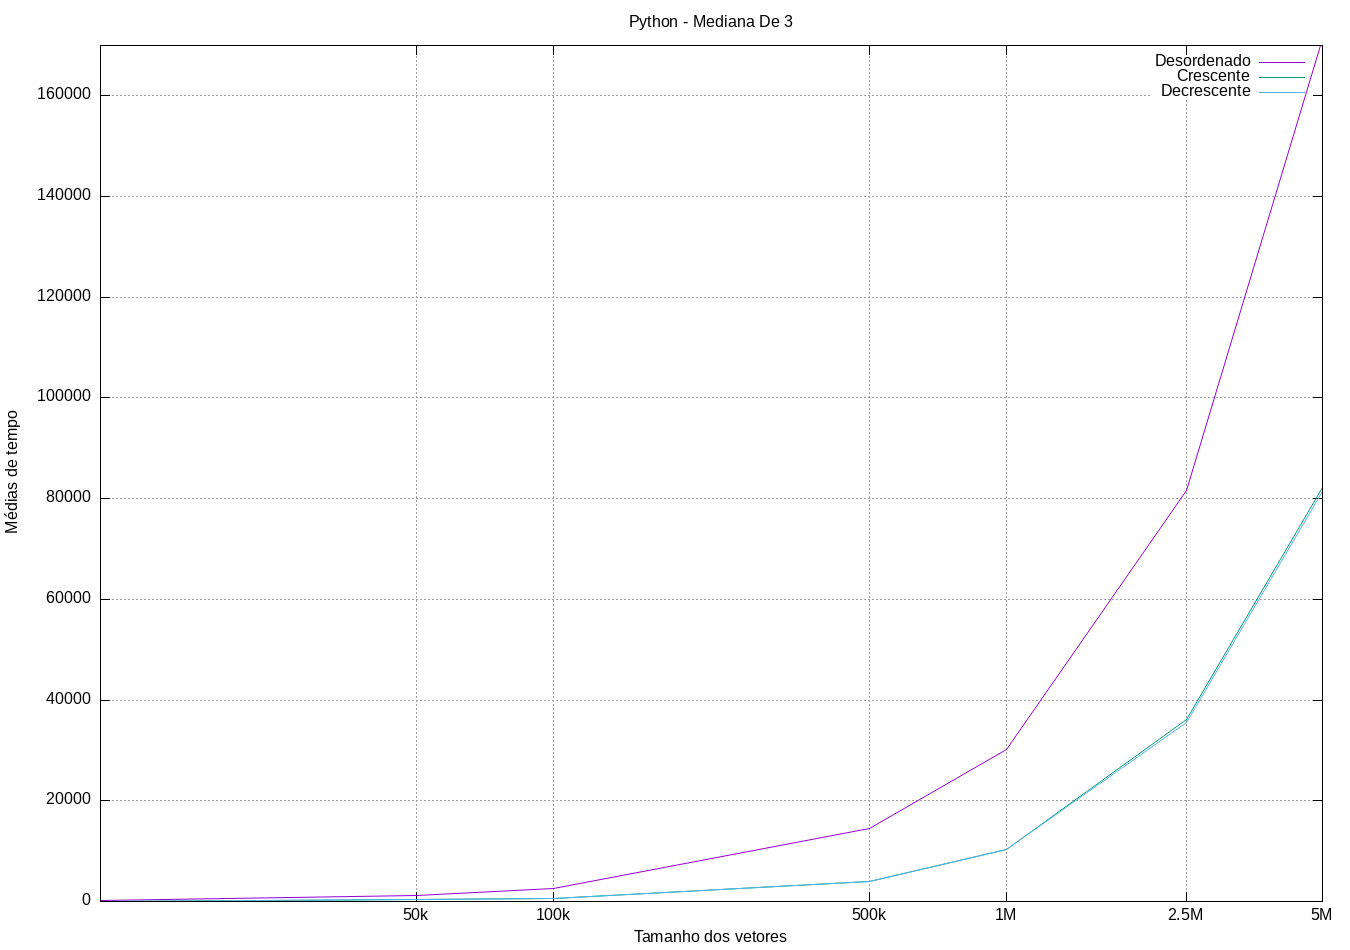 Python - Mediana De 3
Desordenado
Crescente
Decrescente
160000
140000
120000
100000
80000
60000
40000
20000
0
Médias de tempo
50k
100k
500k
1M
2.5M
5M
Tamanho dos vetores